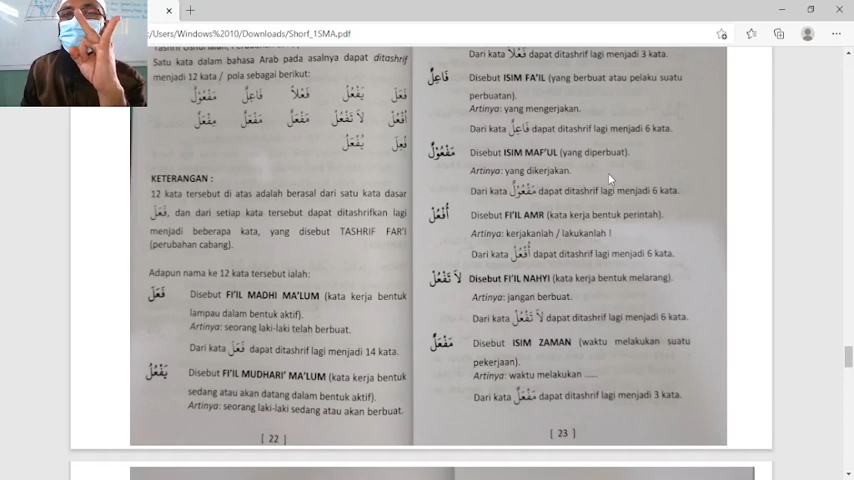 /Users/Windows%2010/Downloads/Shorf_1SMA.pdf
Satu kata dalam bahasa Arab pada asalnya dapat ditashrif
menjadi 12 kata / pola sebagai berikut:
فَعَلَ يَفْعُلُ فَعْلاً فَاعِلٌ مَفْعُوْلٌ
اُفْعُلْ لاَ تَفْعُلْ مَفْعَلٌ مَفْعَلٌ مِفْعَلٌ
فُعِلَ يُفْعَلُ
KETERANGAN :
12 kata tersebut di atas adalah berasal dari satu kata dasar
فَعَلَ, dan dari setiap kata tersebut dapat ditashrifkan lagi
menjadi beberapa kata, yang disebut TASHRIF FAR'I
(perubahan cabang).
Adapun nama ke 12 kata tersebut ialah:
فَعَلَ Disebut FI'IL MADHI MA'LUM (kata kerja bentuk
lampau dalam bentuk aktif).
Artinya: seorang laki-laki telah berbuat.
Dari kata فَعَلَ dapat ditashrif lagi menjadi 14 kata.
يَفْعُلُ Disebut FI'IL MUDHARI' MA'LUM (kata kerja bentuk
sedang atau akan datang dalam bentuk aktif).
Artinya: seorang laki-laki sedang atau akan berbuat.
[ 22 ]
Dari kata فَعْلاً dapat ditashrif lagi menjadi 3 kata.
فَاعِلٌ Disebut ISIM FA'IL (yang berbuat atau pelaku suatu
perbuatan).
Artinya: yang mengerjakan.
Dari kata فَاعِلٌ dapat ditashrif lagi menjadi 6 kata.
مَفْعُوْلٌ Disebut ISIM MAF'UL (yang diperbuat).
Artinya: yang dikerjakan.
Dari kata مَفْعُوْلٌ dapat ditashrif lagi menjadi 6 kata.
اُفْعُلْ Disebut FI'IL AMR (kata kerja bentuk perintah).
Artinya: kerjakanlah / lakukanlah !
Dari kata اُفْعُلْ dapat ditashrif lagi menjadi 6 kata.
لاَ تَفْعُلْ Disebut FI'IL NAHYI (kata kerja bentuk melarang).
Artinya: jangan berbuat.
Dari kata لاَ تَفْعُلْ dapat ditashrif lagi menjadi 6 kata.
مَفْعَلٌ Disebut ISIM ZAMAN (waktu melakukan suatu
pekerjaan).
Artinya: waktu melakukan ......
Dari kata مَفْعَلٌ dapat ditashrif lagi menjadi 3 kata.
[ 23 ]